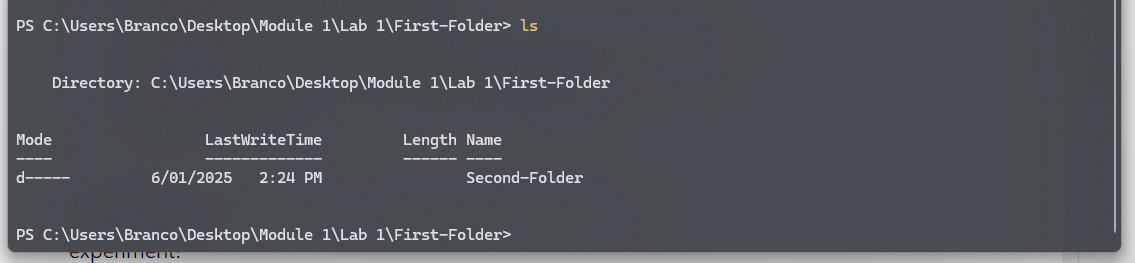 PS C:\Users\Branco\Desktop\Module 1\Lab 1\First-Folder> ls
Directory: C:\Users\Branco\Desktop\Module 1\Lab 1\First-Folder
Mode LastWriteTime Length Name
---- ------------- ------ ----
d----- 6/01/2025 2:24 PM Second-Folder
PS C:\Users\Branco\Desktop\Module 1\Lab 1\First-Folder>
experiment: